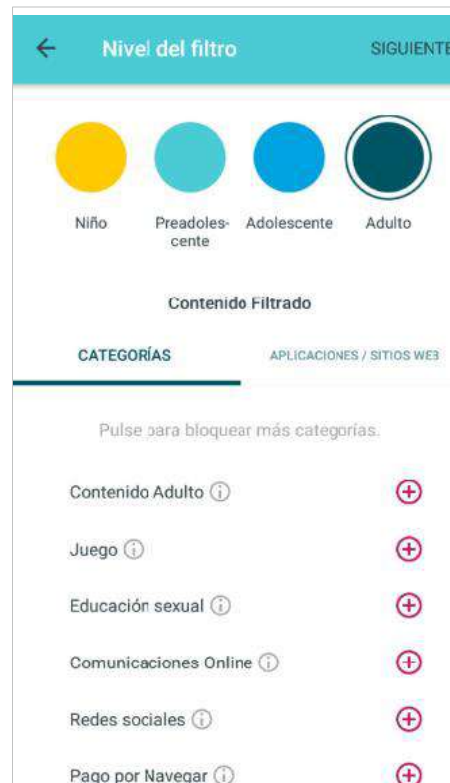 Nivel del filtro
SIGUIENTE
Niño
Preadoles-
cente
Adolescente
Adulto
Contenido Filtrado
CATEGORÍAS
APLICACIONES / SITIOS WEB
Pulse para bloquear más categorías.
Contenido Adulto
Juego
Educación sexual
Comunicaciones Online
Redes sociales
Pago por Navegar